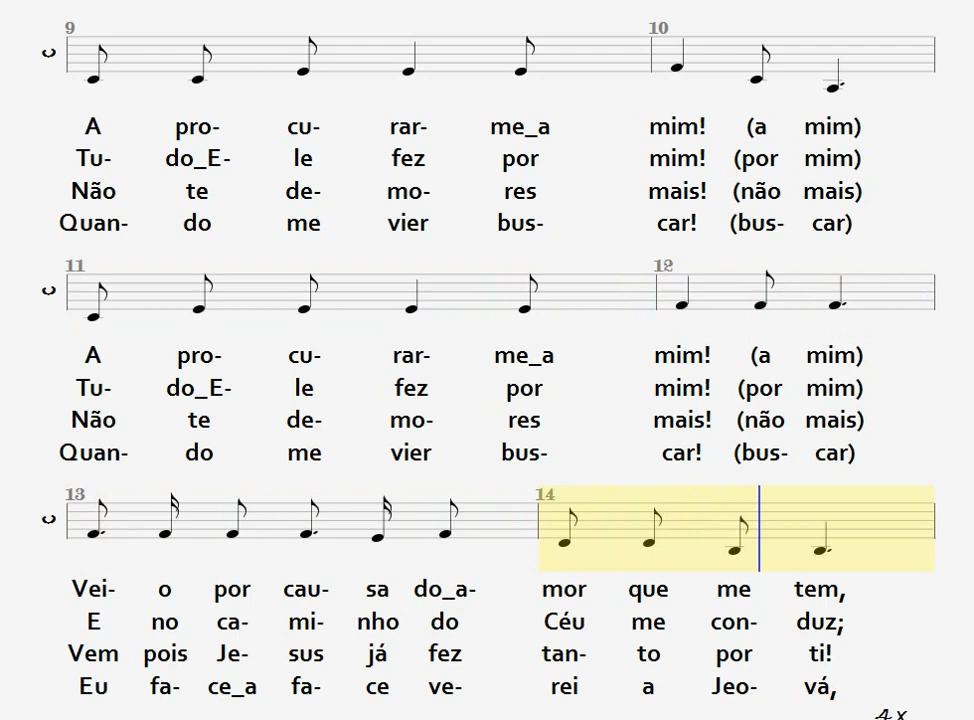 9 10
A pro- cu- rar- me_a mim! (a mim)
Tu- do_E- le fez por mim! (por mim)
Não te de- mo- res mais! (não mais)
Quan- do me vier bus- car! (bus- car)
11 12
A pro- cu- rar- me_a mim! (a mim)
Tu- do_E- le fez por mim! (por mim)
Não te de- mo- res mais! (não mais)
Quan- do me vier bus- car! (bus- car)
13 14
Vei- o por cau- sa do_a- mor que me tem,
E no ca- mi- nho do Céu me con- duz;
Vem pois Je- sus já fez tan- to por ti!
Eu fa- ce_a fa- ce ve- rei a Jeo- vá,
4x